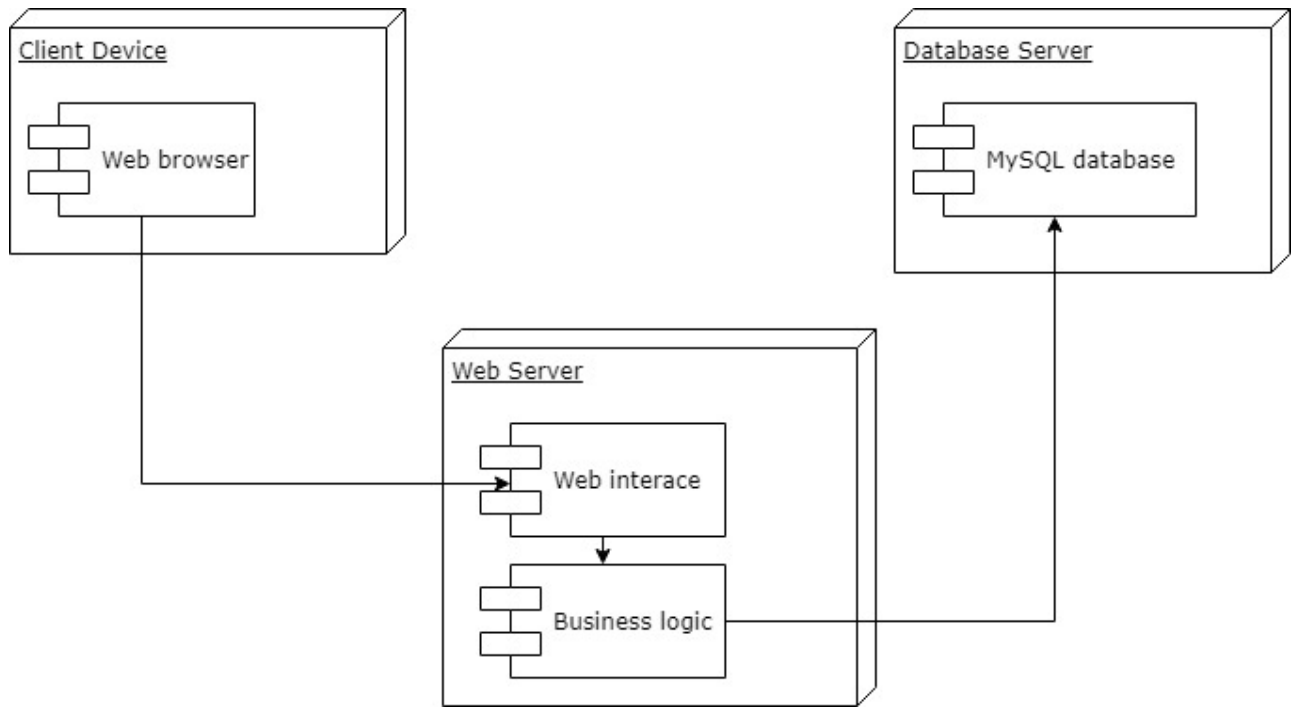 Client Device
Web browser
Database Server
MySQL database
Web Server
Web interace
Business logic